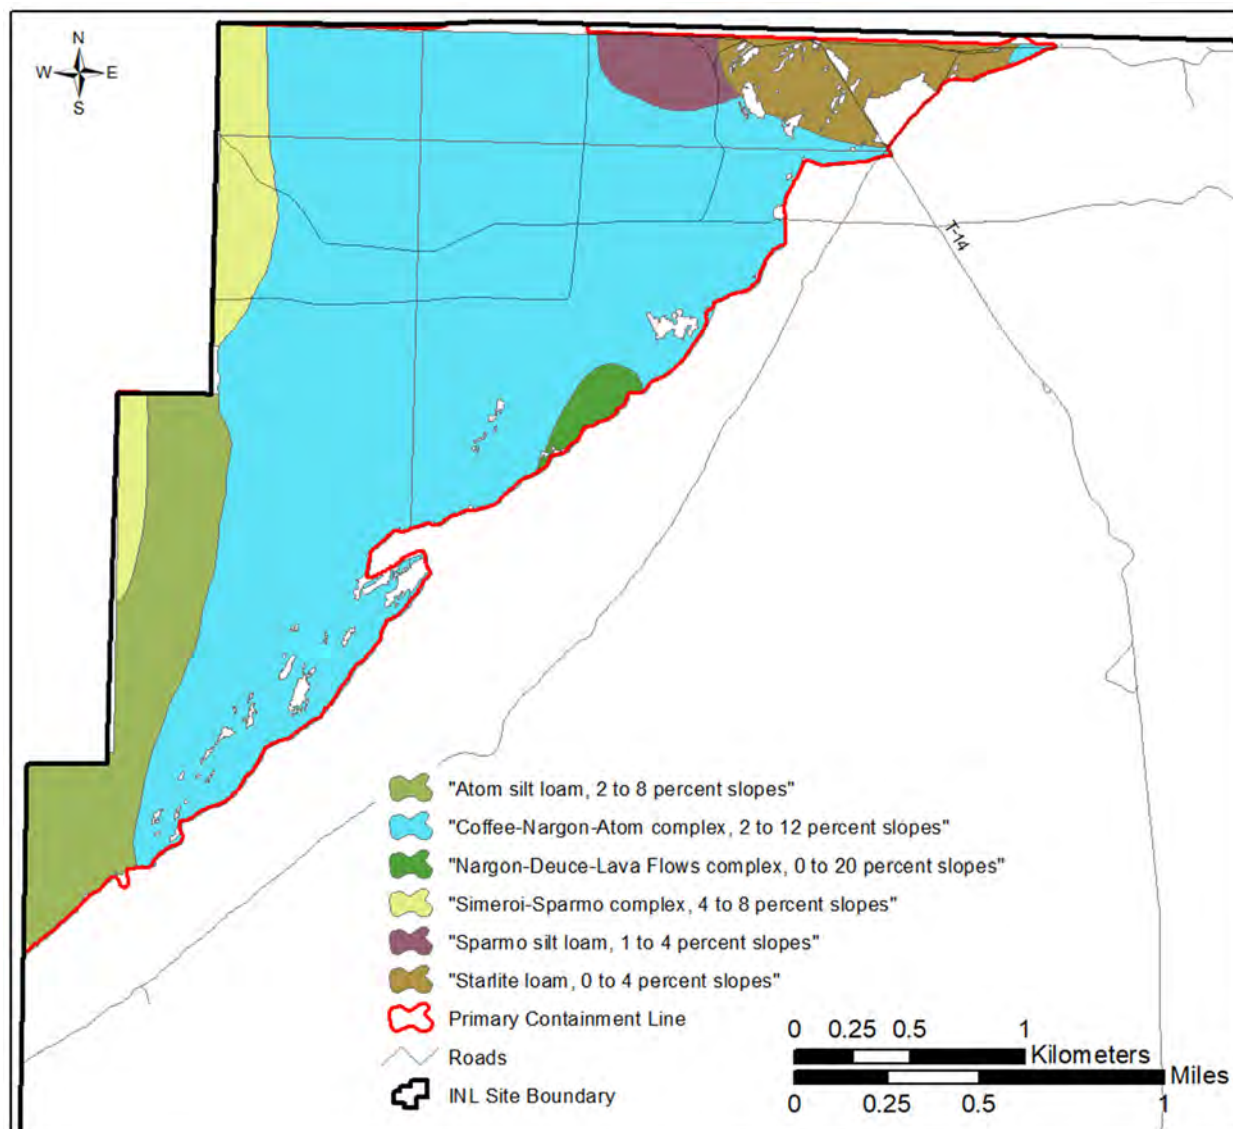 N
W E
S
T-14
"Atom silt loam, 2 to 8 percent slopes"
"Coffee-Nargon-Atom complex, 2 to 12 percent slopes"
"Nargon-Deuce-Lava Flows complex, 0 to 20 percent slopes"
"Simeroi-Sparmo complex, 4 to 8 percent slopes"
"Sparmo silt loam, 1 to 4 percent slopes"
"Starlite loam, 0 to 4 percent slopes"
Primary Containment Line
Roads
INL Site Boundary
0 0.25 0.5 1
Kilometers
Miles
0 0.25 0.5 1